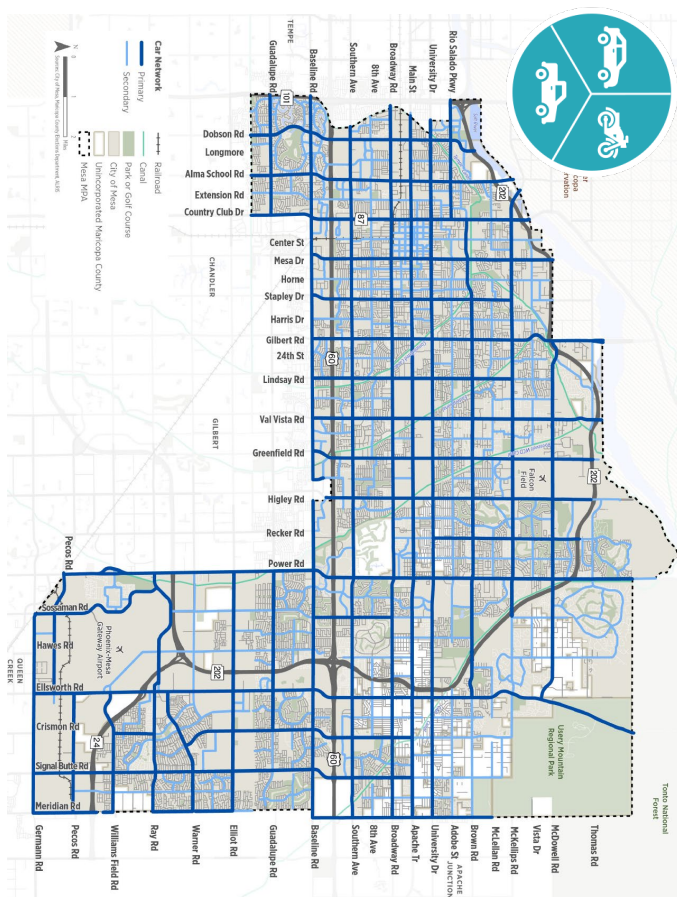 TEMPE
Guadalupe Rd
Baseline Rd
Southern Ave
8th Ave
Broadway Rd
Main St
University Dr
Rio Salado Pkwy
Car Network
Primary
Secondary
Railroad
Canal
Park or Golf Course
City of Mesa
Unincorporated Maricopa County
Mesa MPA
N
0
2
Miles
101
202
87
60
202
Dobson Rd
Longmore
Alma School Rd
Extension Rd
Country Club Dr
Center St
Mesa Dr
Horne
Stapley Dr
Harris Dr
Gilbert Rd
24th St
Lindsay Rd
Val Vista Rd
Greenfield Rd
Higley Rd
Recker Rd
Power Rd
CHANDLER
GILBERT
Falcon
Field
Pecos Rd
Sossaman Rd
Hawes Rd
Ellsworth Rd
Crismon Rd
Signal Butte Rd
Meridian Rd
Phoenix-Mesa
Gateway Airport
QUEEN
CREEK
202
24
60
Usery Mountain
Regional Park
Tonto National
Forest
Germann Rd
Pecos Rd
Williams Field Rd
Ray Rd
Warner Rd
Elliot Rd
Guadalupe Rd
Baseline Rd
Southern Ave
8th Ave
Broadway Rd
Apache Tr
University Dr
Adobe St
Brown Rd
McLellan Rd
McKellips Rd
Vista Dr
McDowell Rd
Thomas Rd
APACHE
JUNCTION